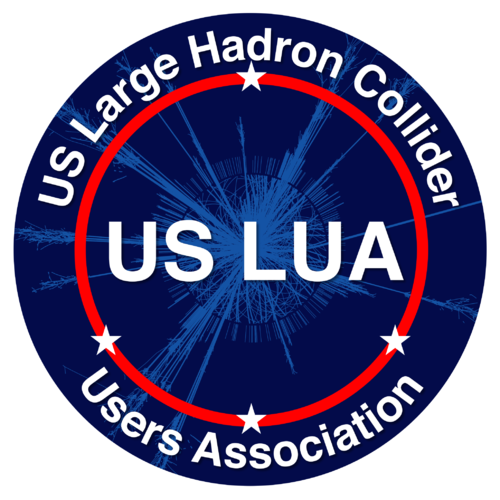 US Large Hadron Collider
US LUA
Users Association